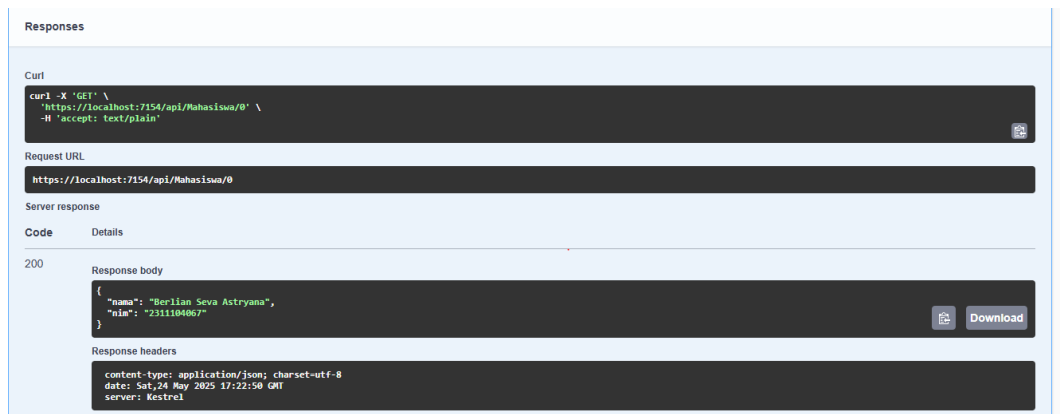 Responses
Curl
curl -X 'GET' \
  'https://localhost:7154/api/Mahasiswa/0' \
  -H 'accept: text/plain'
Request URL
https://localhost:7154/api/Mahasiswa/0
Server response
Code Details
200
Response body
{
  "nama": "Berlian Seva Astryana",
  "nim": "2311104067"
}
Download
Response headers
content-type: application/json; charset=utf-8
date: Sat,24 May 2025 17:22:50 GMT
server: Kestrel